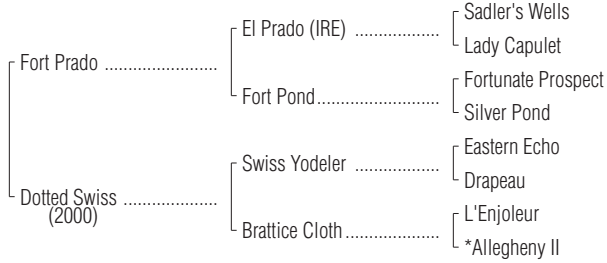 Sadler's Wells
El Prado (IRE) ..................
Lady Capulet
Fort Prado ........................
Fortunate Prospect
Fort Pond..........................
Silver Pond
Eastern Echo
Swiss Yodeler ..................
Drapeau
Dotted Swiss ....................
(2000)
L'Enjoleur
Brattice Cloth....................
*Allegheny II